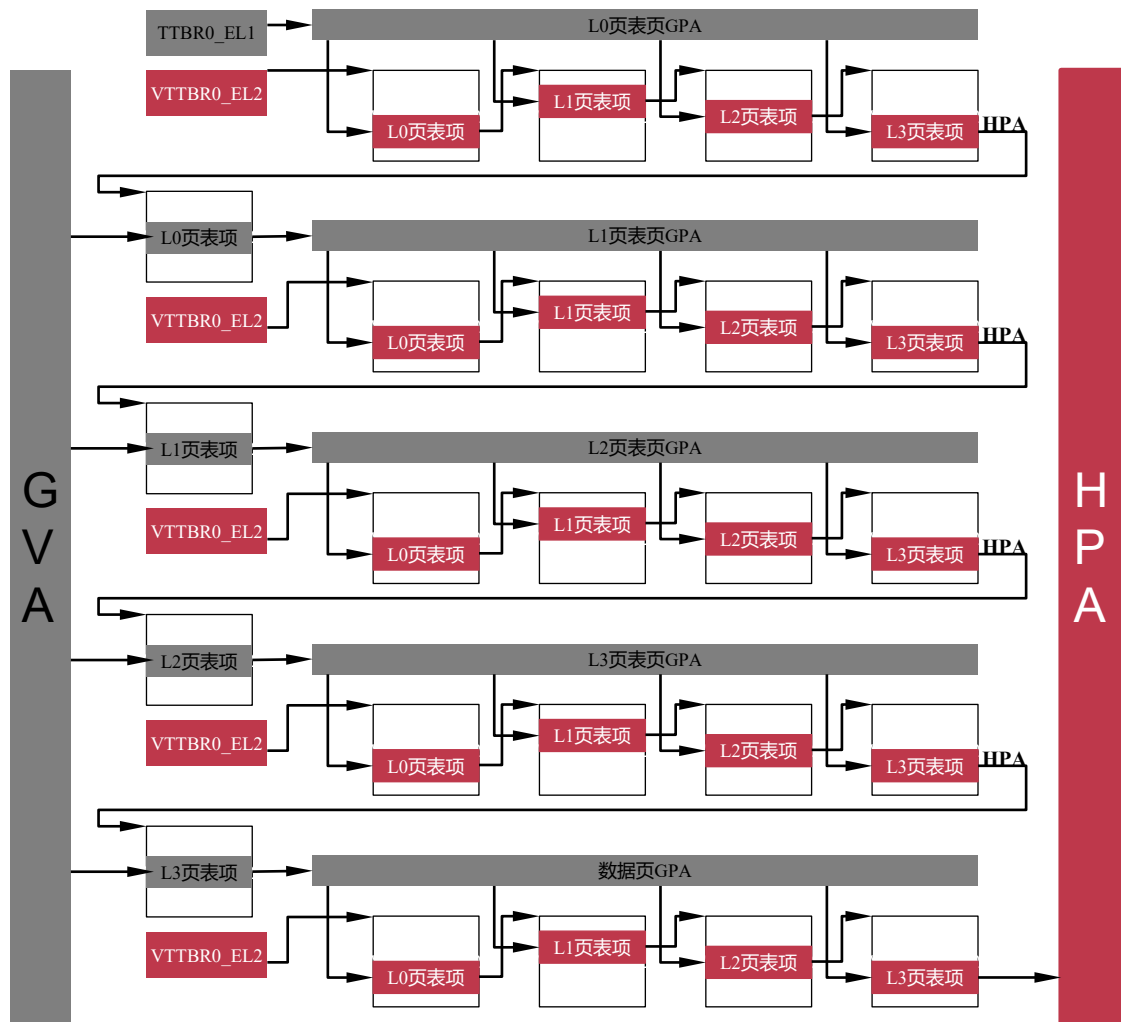 TTBR0_EL1
L0页表页GPA
VTTBR0_EL2
L0页表项
L1页表项
L2页表项
L3页表项
HPA
L0页表项
L1页表页GPA
VTTBR0_EL2
L0页表项
L1页表项
L2页表项
L3页表项
HPA
L1页表项
L2页表页GPA
VTTBR0_EL2
L0页表项
L1页表项
L2页表项
L3页表项
HPA
L2页表项
L3页表页GPA
VTTBR0_EL2
L0页表项
L1页表项
L2页表项
L3页表项
HPA
L3页表项
数据页GPA
VTTBR0_EL2
L0页表项
L1页表项
L2页表项
L3页表项
G
V
A
H
P
A